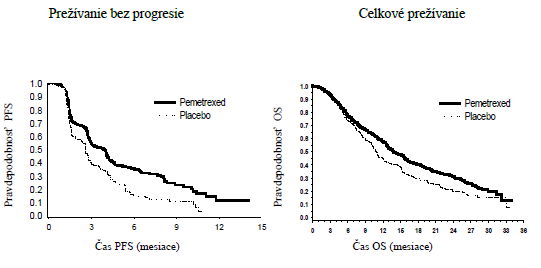 Prežívanie bez progresie
Celkové prežívanie
Pravdepodobnosť PFS
1.0
0.9
0.8
0.7
0.6
0.5
0.4
0.3
0.2
0.1
0.0
Pemetrexed
Placebo
0 3 6 9 12 15
Čas PFS (mesiace)
Pravdepodobnosť OS
1.0
0.9
0.8
0.7
0.6
0.5
0.4
0.3
0.2
0.1
0.0
Pemetrexed
Placebo
0 3 6 9 12 15 18 21 24 27 30 33 36
Čas OS (mesiace)